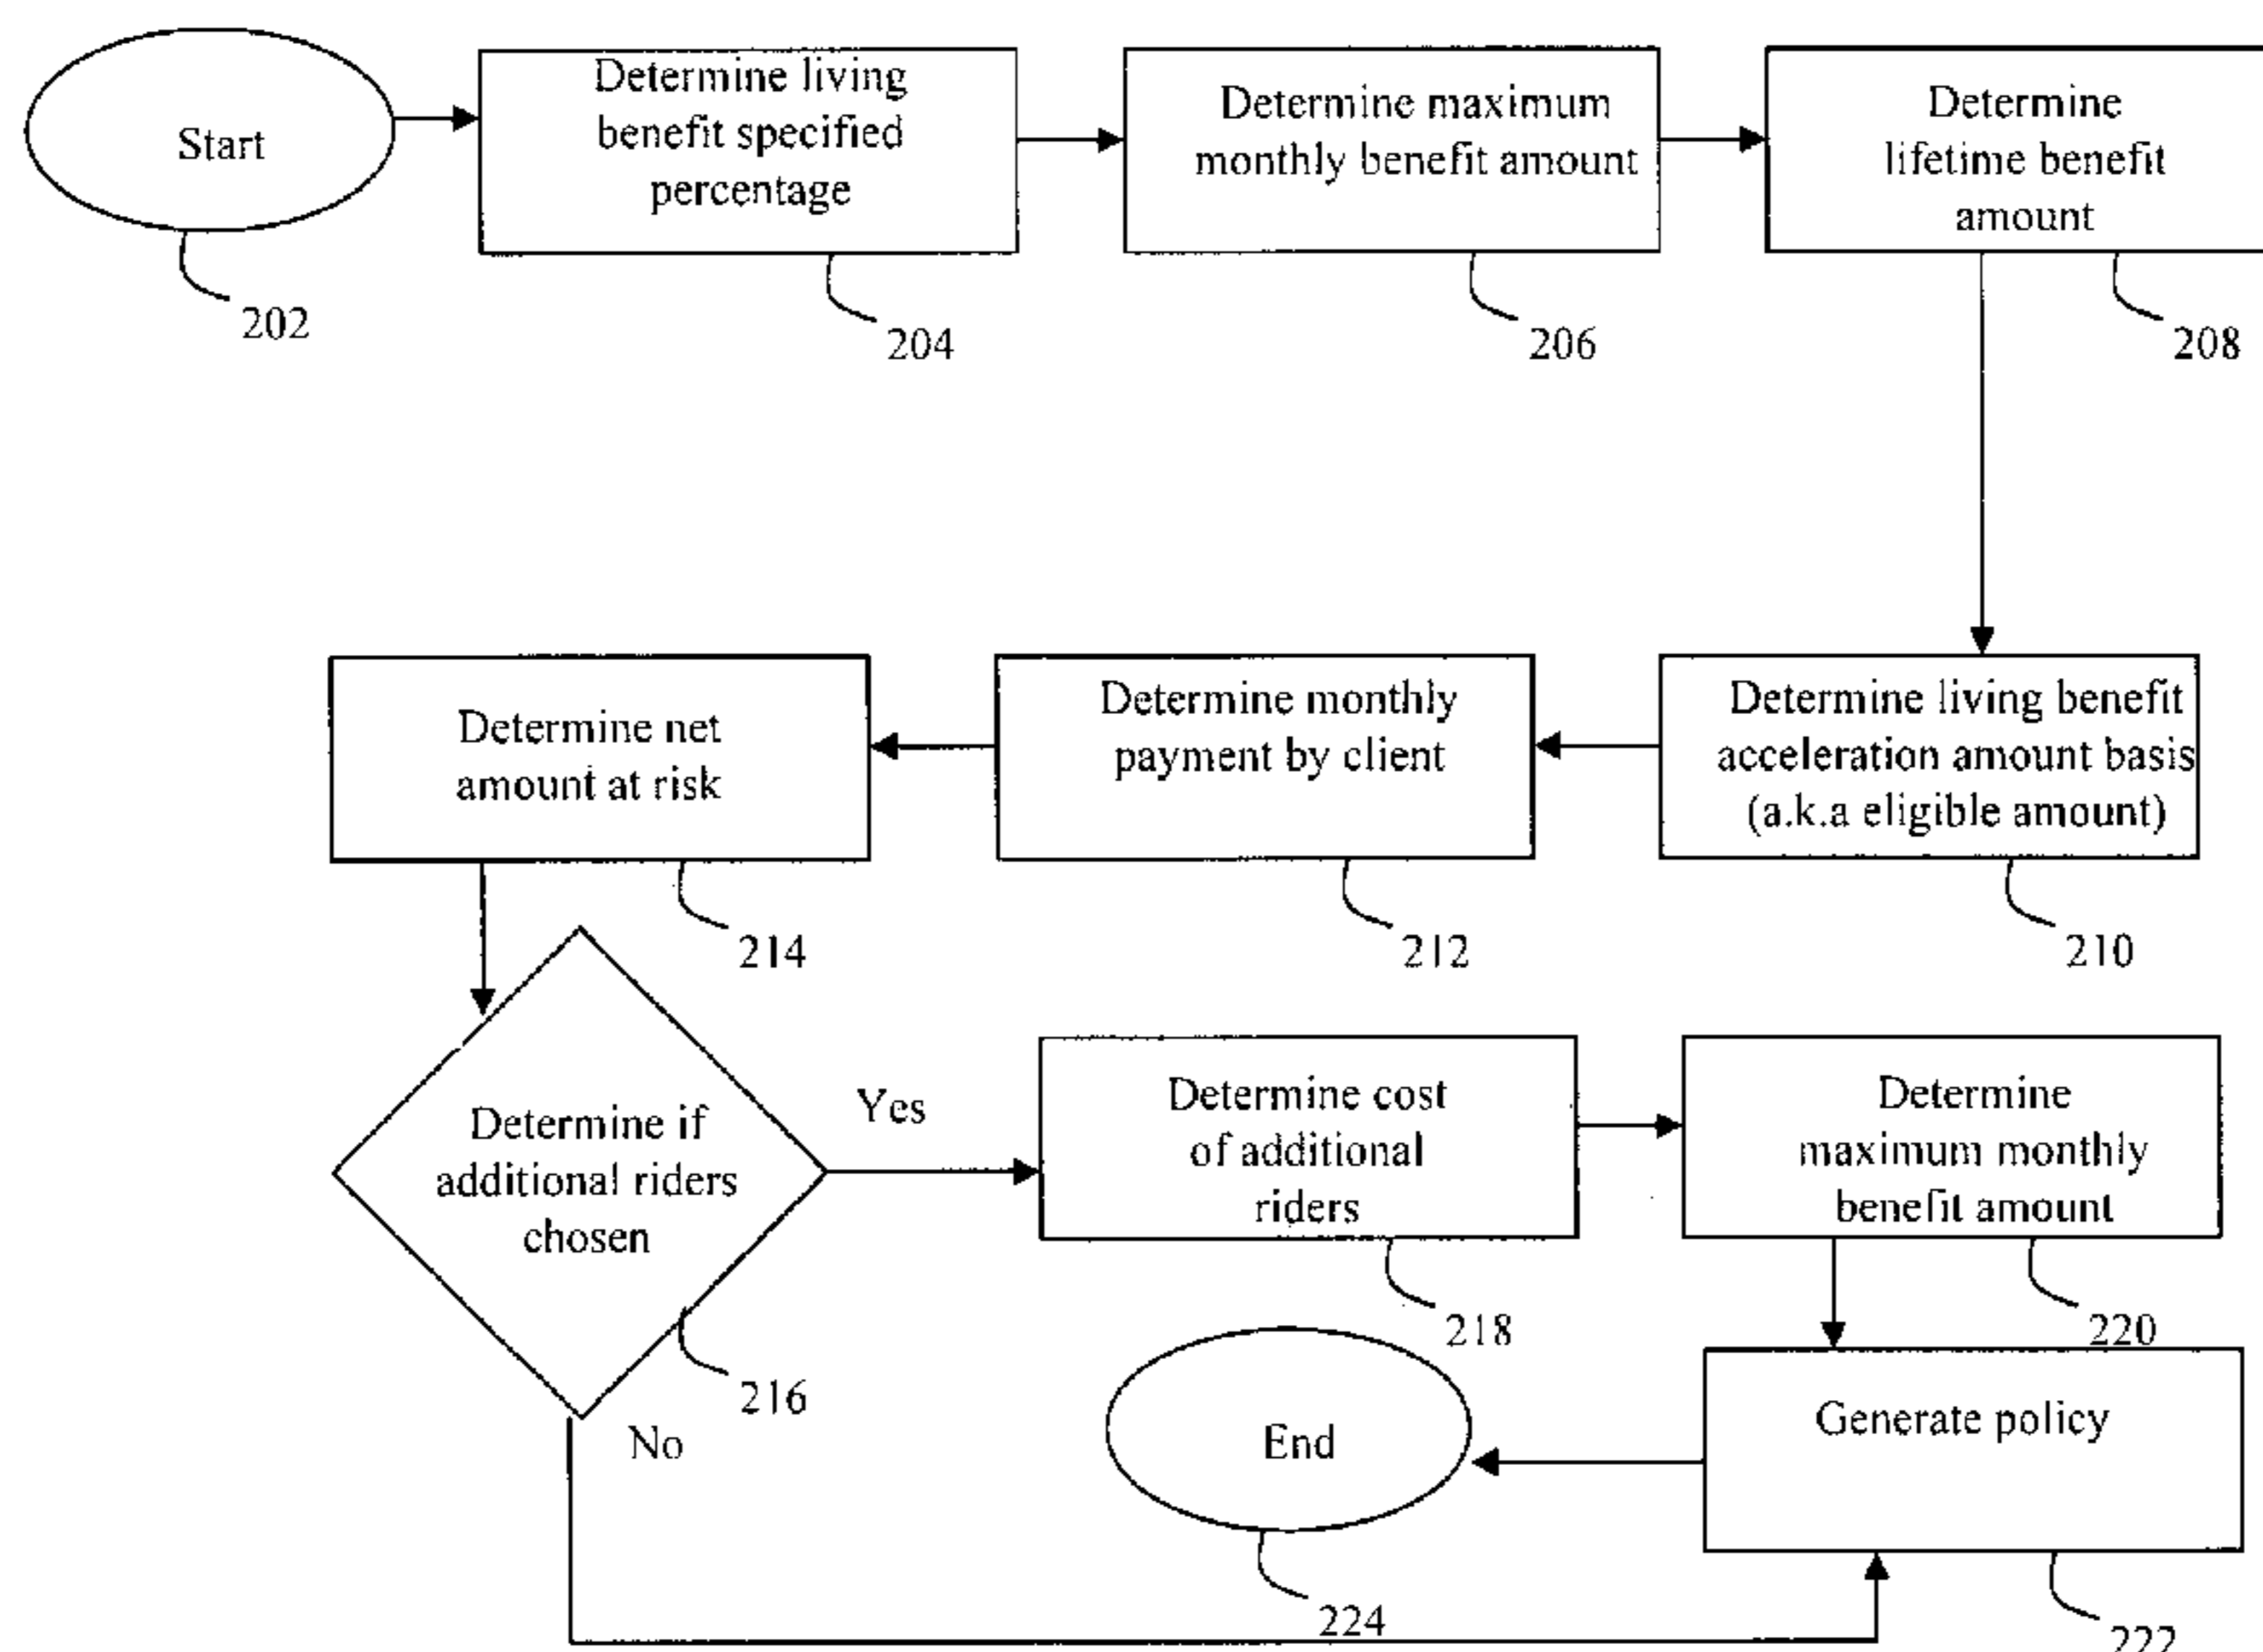 Start
202
Determine living
benefit specified
percentage
204
Determine maximum
monthly benefit amount
206
Determine
lifetime benefit
amount
208
Determine living benefit
acceleration amount basis
(a.k.a eligible amount)
210
Determine monthly
payment by client
212
Determine net
amount at risk
214
Determine if
additional riders
chosen
216
Yes
No
Determine cost
of additional
riders
218
Determine
maximum monthly
benefit amount
220
Generate policy
222
End
224